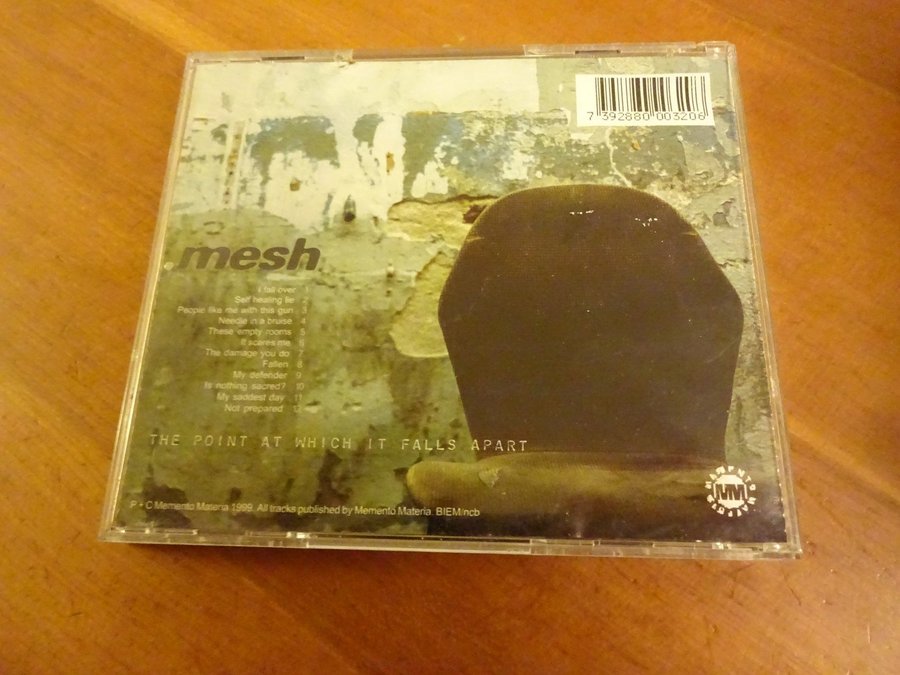 7 392880 003206
mesh
I fall over 1
Self healing lie 2
People like me with this gun 3
Needle in a bruise 4
These empty rooms 5
It scares me 6
The damage you do 7
Fallen 8
My defender 9
Is nothing sacred? 10
My saddest day 11
Not prepared 12
THE POINT AT WHICH IT FALLS APART
P + C Memento Materia 1999. All tracks published by Memento Materia. BIEM/ncb
MEMENTO
MM
MATERIA